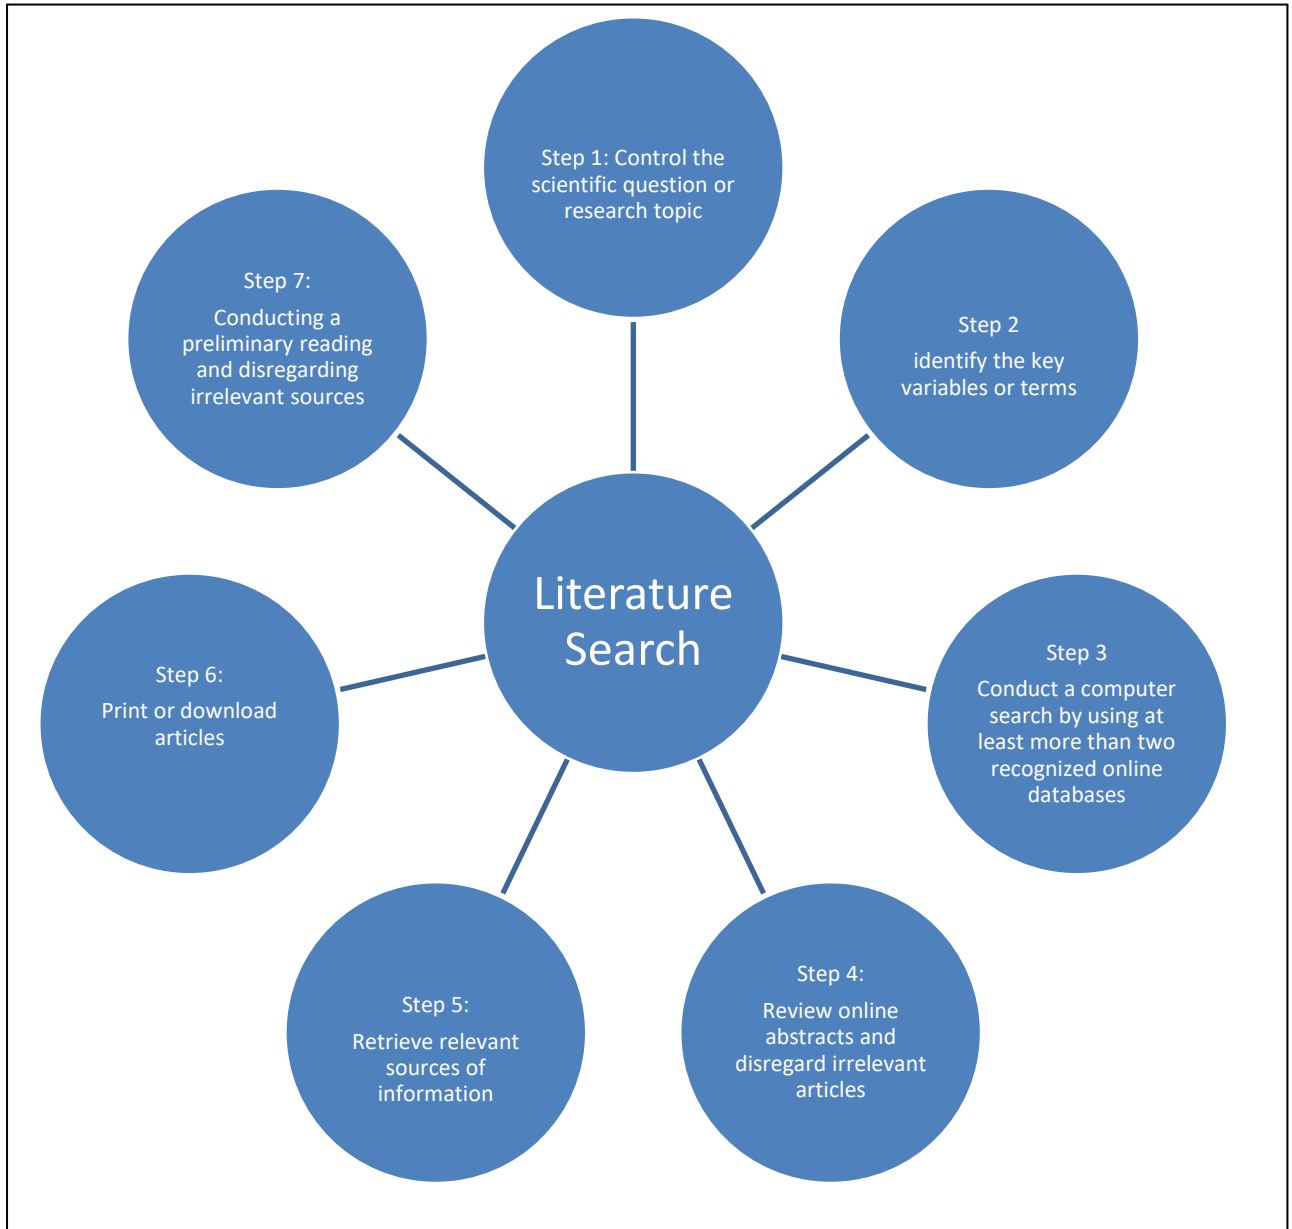 Step 1: Control the
scientific question or
research topic
Step 2
identify the key
variables or terms
Step 3
Conduct a computer
search by using at
least more than two
recognized online
databases
Step 4:
Review online
abstracts and
disregard irrelevant
articles
Step 5:
Retrieve relevant
sources of
information
Step 6:
Print or download
articles
Step 7:
Conducting a
preliminary reading
and disregarding
irrelevant sources
Literature
Search